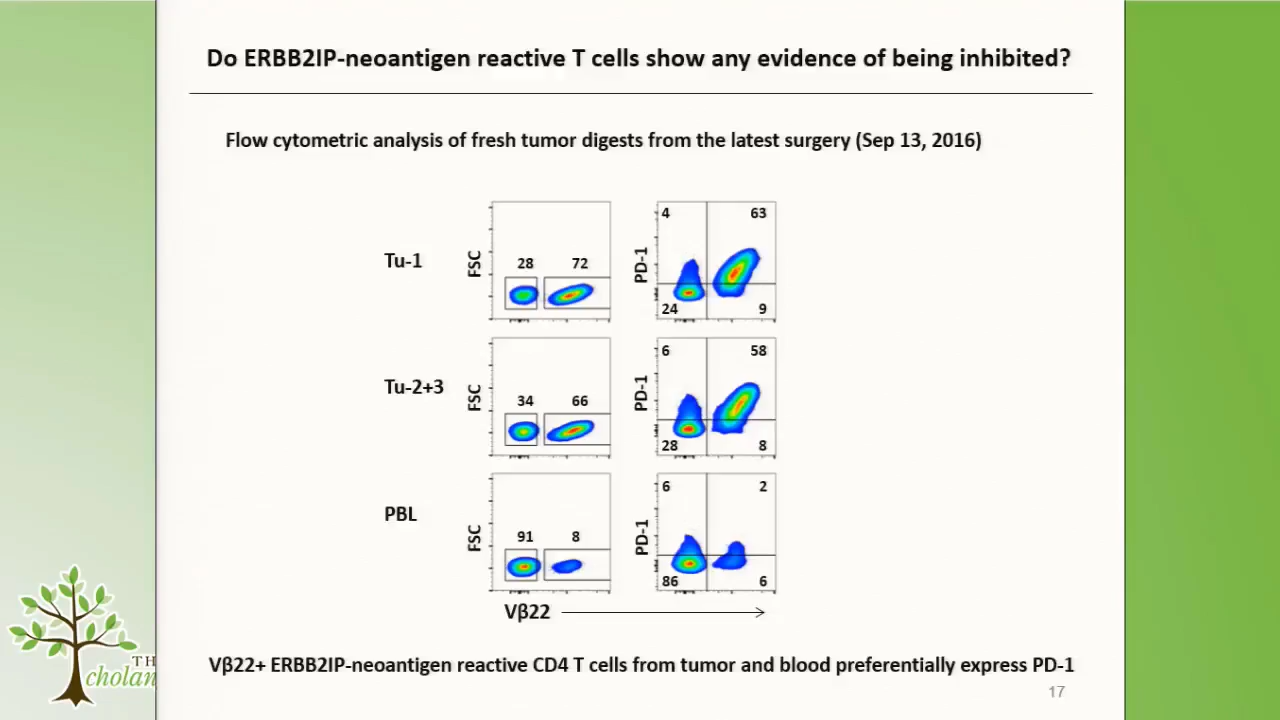 Do ERBB2IP-neoantigen reactive T cells show any evidence of being inhibited?
Flow cytometric analysis of fresh tumor digests from the latest surgery (Sep 13, 2016)
Tu-1
FSC
28 72
PD-1
4 63
24 9
Tu-2+3
FSC
34 66
PD-1
6 58
28 8
PBL
FSC
91 8
PD-1
6 2
86 6
Vβ22
Vβ22+ ERBB2IP-neoantigen reactive CD4 T cells from tumor and blood preferentially express PD-1
17
TH
cholan